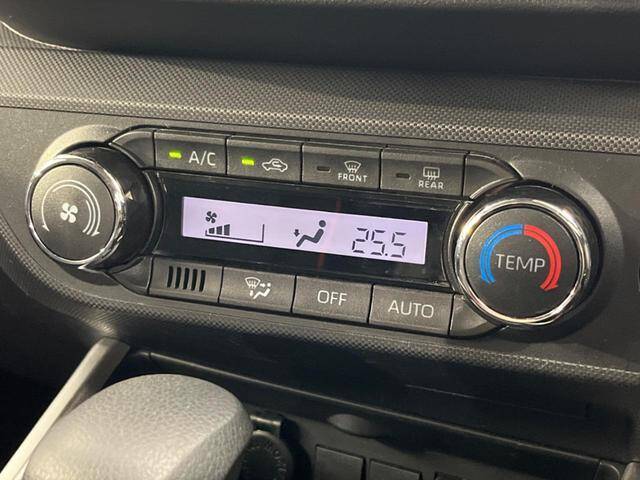 A/C
FRONT
REAR
25.5
TEMP
OFF
AUTO